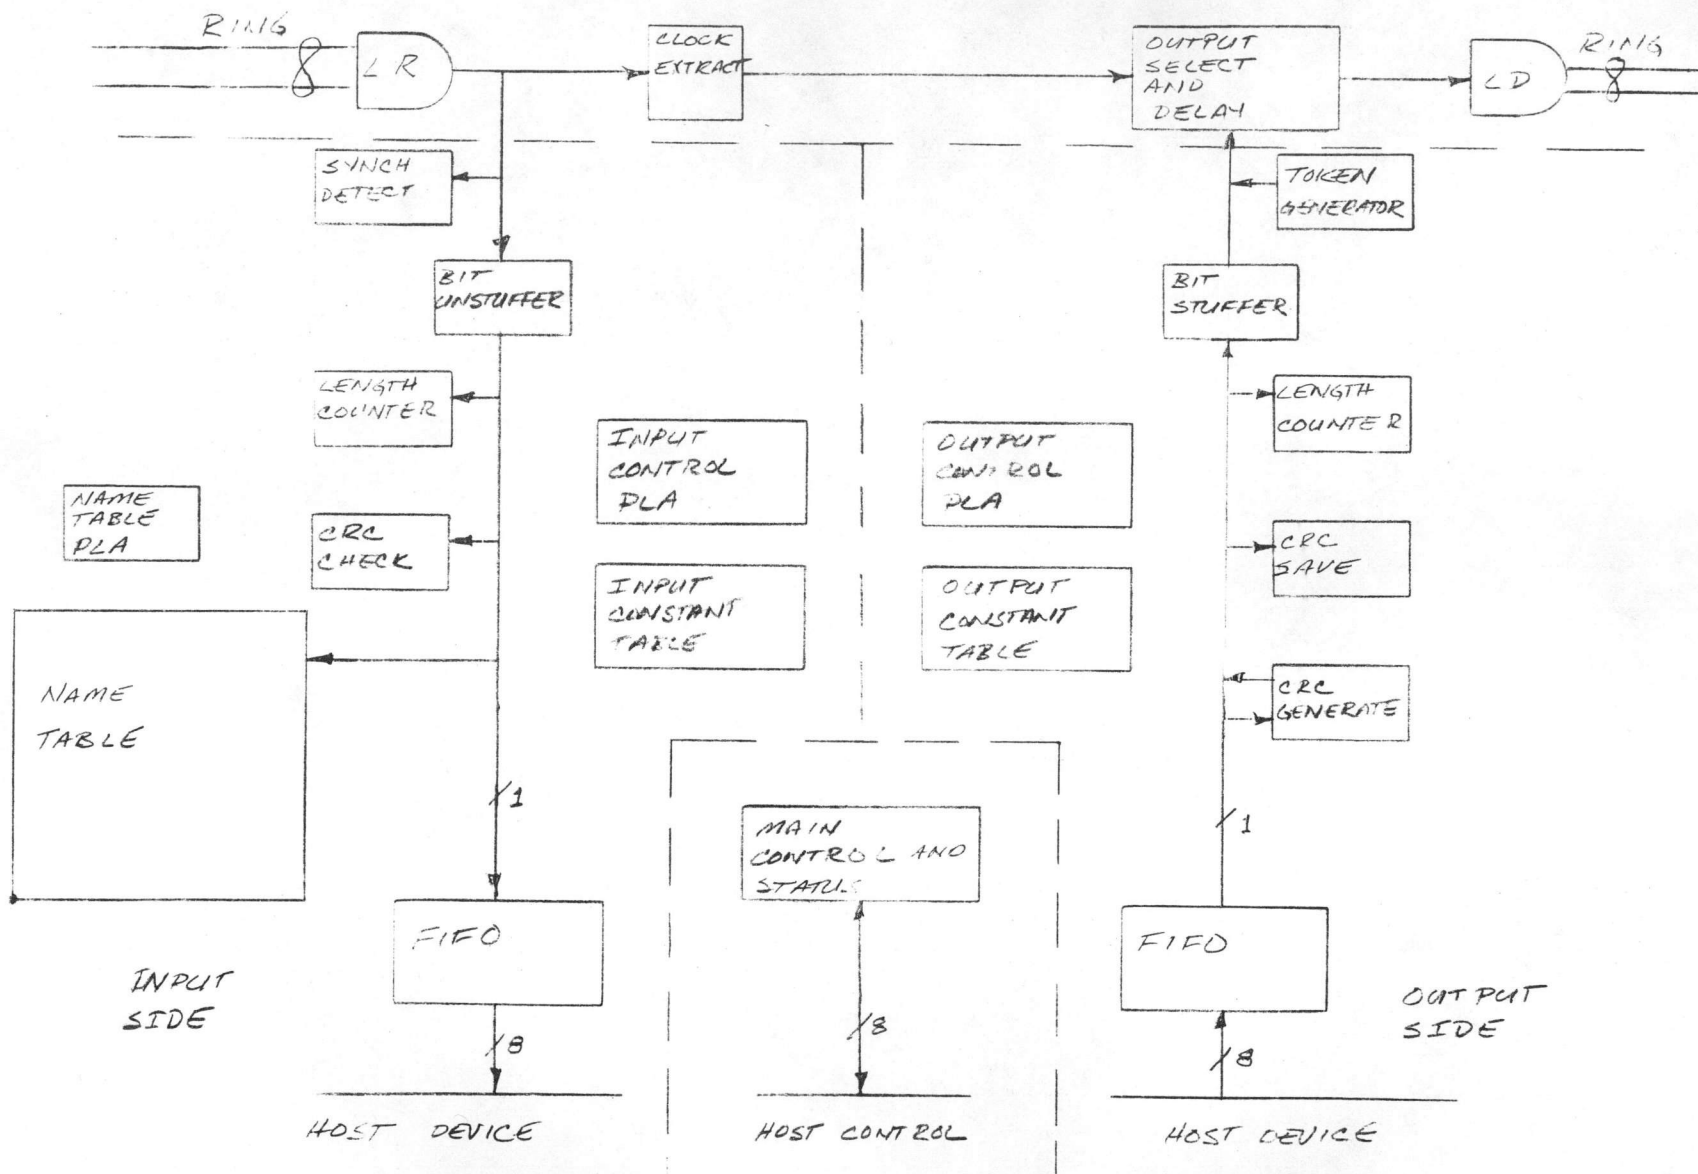 RING
LR
CLOCK
EXTRACT
OUTPUT
SELECT
AND
DELAY
LD
RING
SYNCH
DETECT
TOKEN
GENERATOR
BIT
UNSTUFFER
BIT
STUFFER
LENGTH
COUNTER
LENGTH
COUNTER
INPUT
CONTROL
PLA
OUTPUT
CONTROL
PLA
NAME
TABLE
PLA
CRC
CHECK
CRC
SAVE
INPUT
CONSTANT
TABLE
OUTPUT
CONSTANT
TABLE
NAME
TABLE
CRC
GENERATE
1
MAIN
CONTROL AND
STATUS
1
FIFO
FIFO
INPUT
SIDE
OUTPUT
SIDE
8
8
8
HOST DEVICE
HOST CONTROL
HOST DEVICE